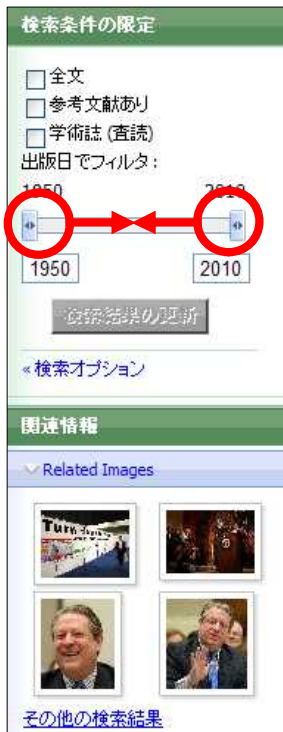 検索条件の限定
全文
参考文献あり
学術誌 (査読)
出版日でフィルタ:
1950 2010
1950 2010
検索結果の更新
«検索オプション
関連情報
Related Images
Turn
その他の検索結果